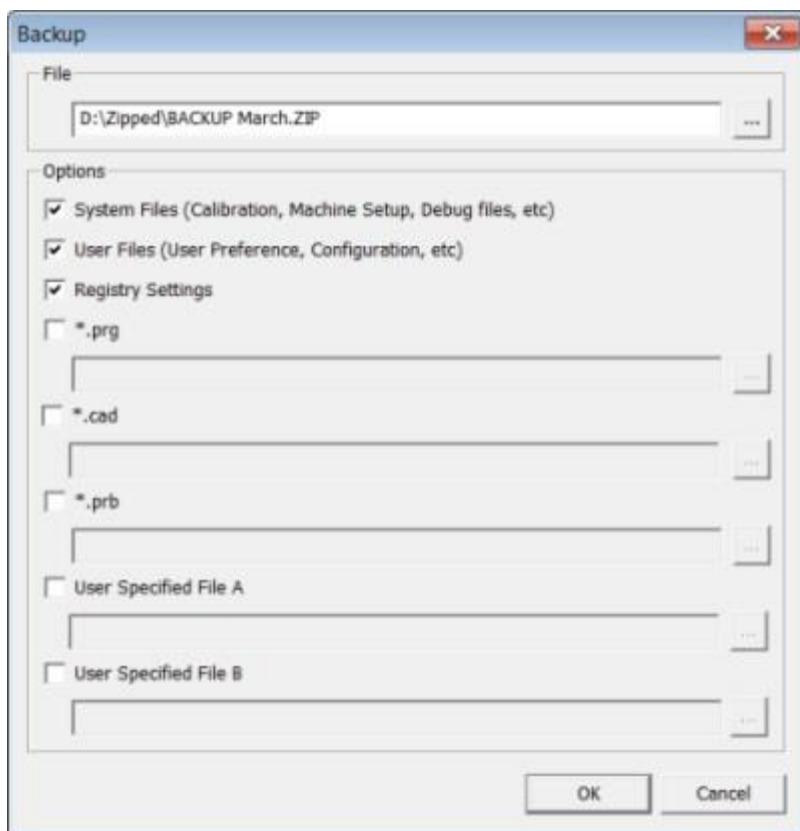 Backup
File
D:\Zipped\BACKUP March.ZIP
...
Options
System Files (Calibration, Machine Setup, Debug files, etc)
User Files (User Preference, Configuration, etc)
Registry Settings
*.prg
...
*.cad
...
*.prb
...
User Specified File A
...
User Specified File B
...
OK Cancel